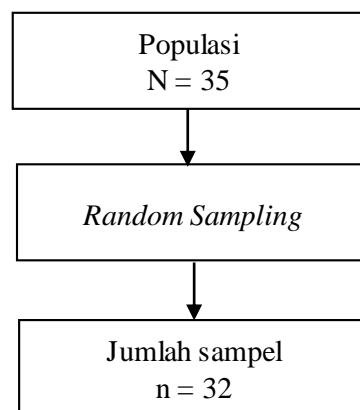 Populasi
N = 35
Random Sampling
Jumlah sampel
n = 32